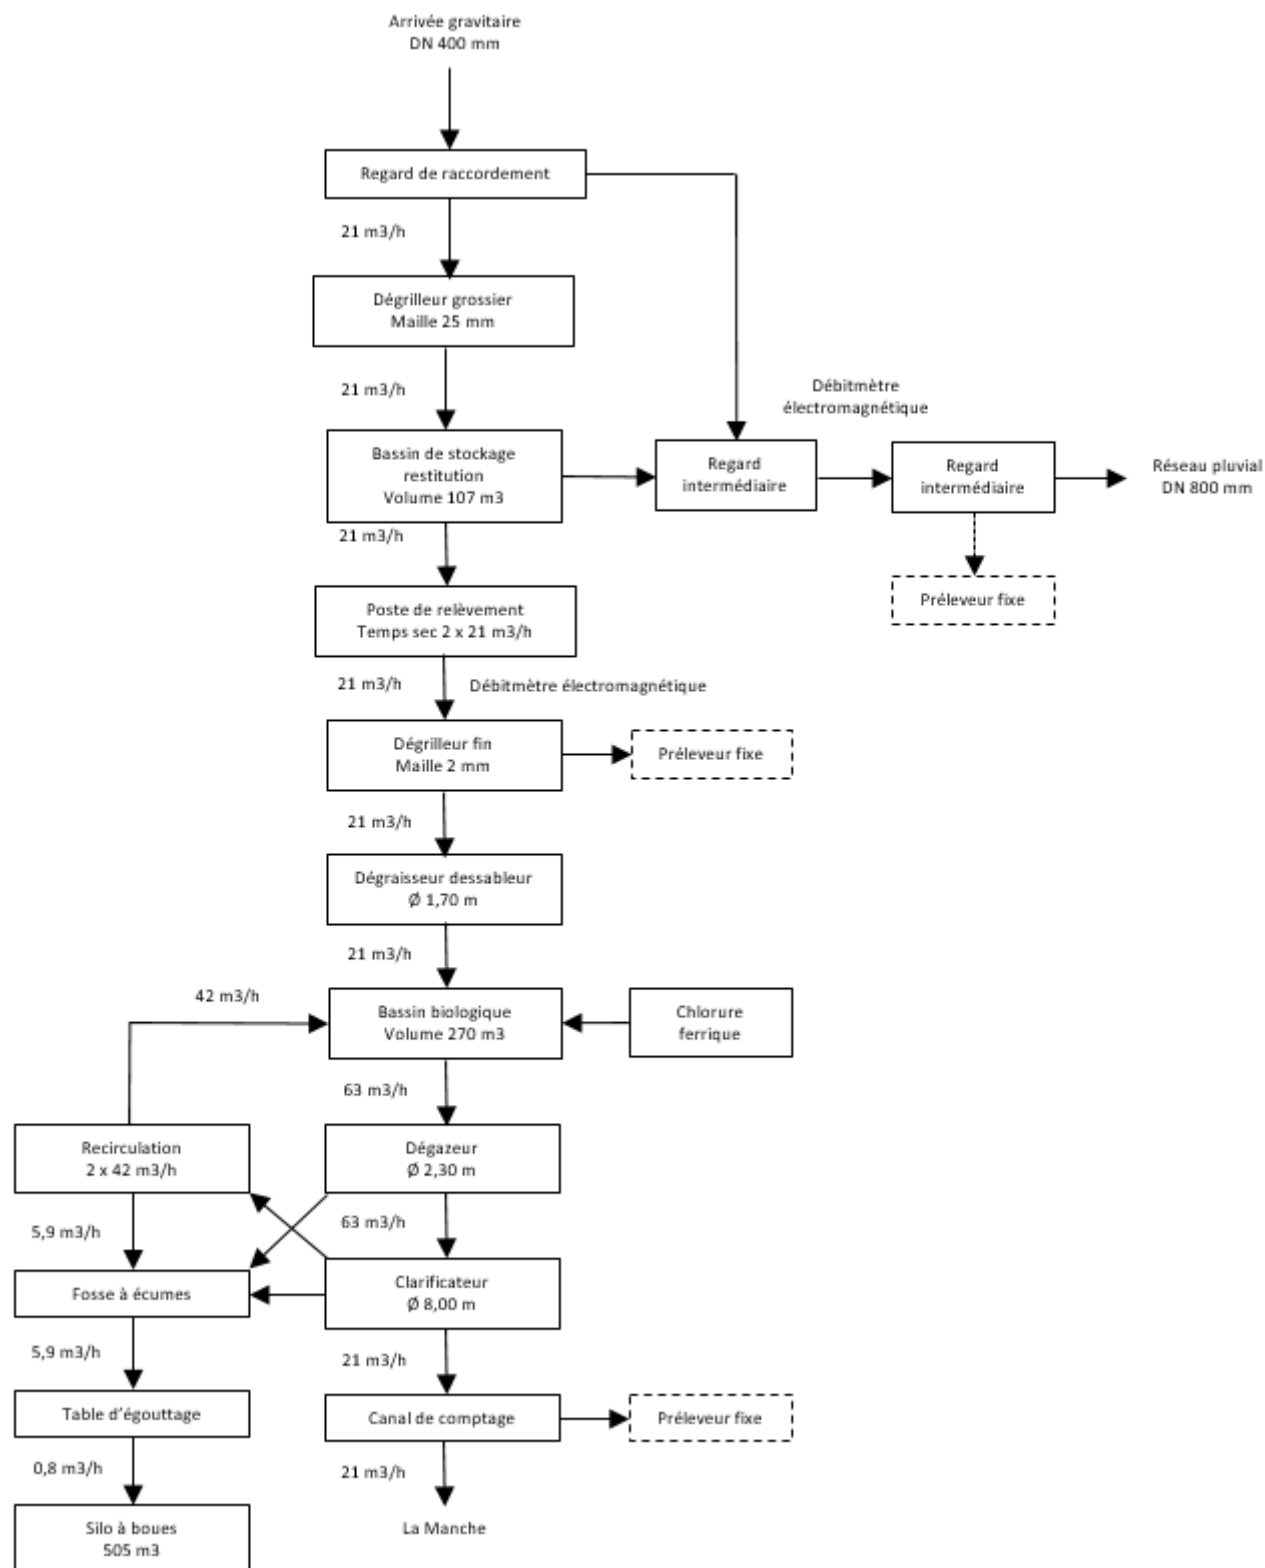 Arrivée gravitaire
DN 400 mm
Regard de raccordement
21 m3/h
Dégrilleur grossier
Maille 25 mm
21 m3/h
Débitmètre
électromagnétique
Bassin de stockage
restitution
Volume 107 m3
Regard
intermédiaire
Regard
intermédiaire
Réseau pluvial
DN 800 mm
21 m3/h
Préleveur fixe
Poste de relèvement
Temps sec 2 x 21 m3/h
21 m3/h
Débitmètre électromagnétique
Dégrilleur fin
Maille 2 mm
Préleveur fixe
21 m3/h
Dégraisseur dessableur
Ø 1,70 m
21 m3/h
42 m3/h
Bassin biologique
Volume 270 m3
Chlorure
ferrique
63 m3/h
Recirculation
2 x 42 m3/h
Dégazeur
Ø 2,30 m
5,9 m3/h
63 m3/h
Fosse à écumes
Clarificateur
Ø 8,00 m
5,9 m3/h
21 m3/h
Table d'égouttage
Canal de comptage
Préleveur fixe
0,8 m3/h
21 m3/h
Silo à boues
505 m3
La Manche